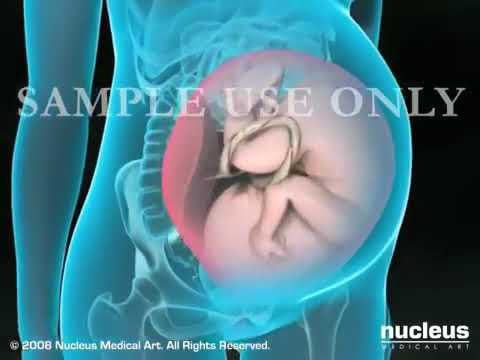 SAMPLE USE ONLY
nucleus
MEDICAL ART
© 2008 Nucleus Medical Art. All Rights Reserved.